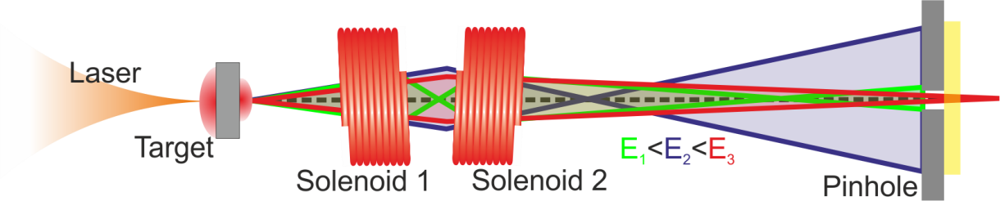 Laser
Target
Solenoid 1
Solenoid 2
E₁<E₂<E₃
Pinhole